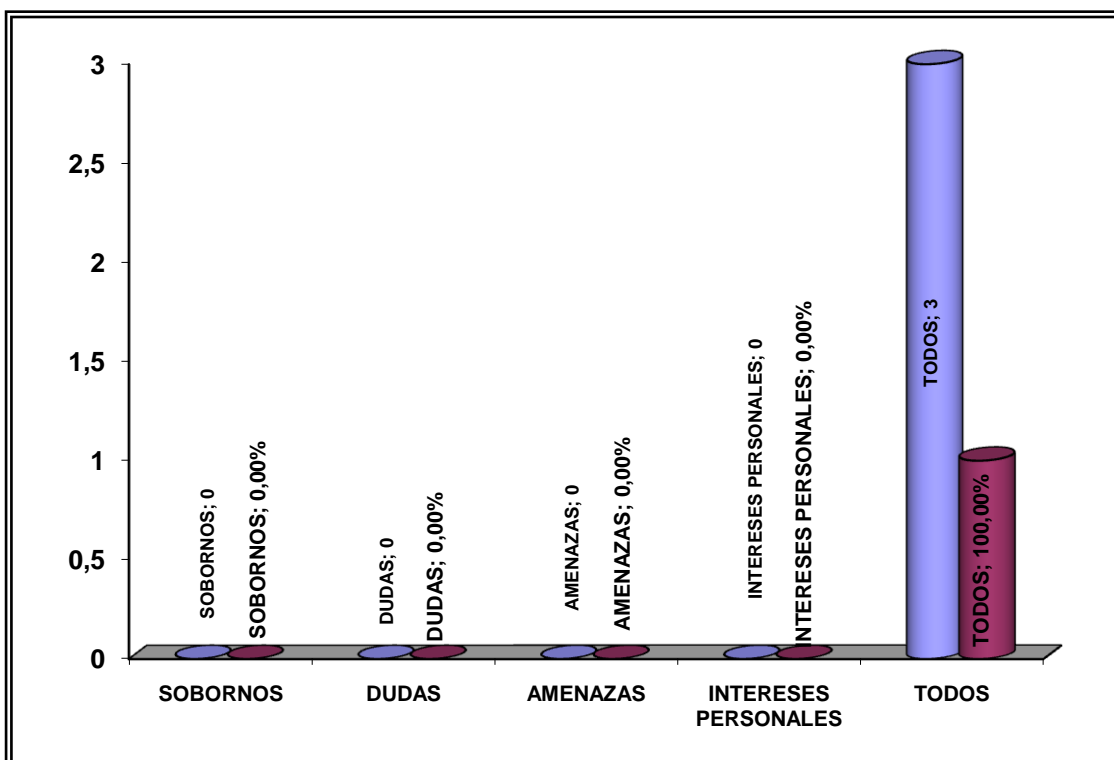 3
2,5
2
1,5
1
0,5
0
SOBORNOS; 0
SOBORNOS; 0,00%
DUDAS; 0
DUDAS; 0,00%
AMENAZAS; 0
AMENAZAS; 0,00%
INTERESES PERSONALES; 0
INTERESES PERSONALES; 0,00%
TODOS; 3
TODOS; 100,00%
SOBORNOS
DUDAS
AMENAZAS
INTERESES
PERSONALES
TODOS